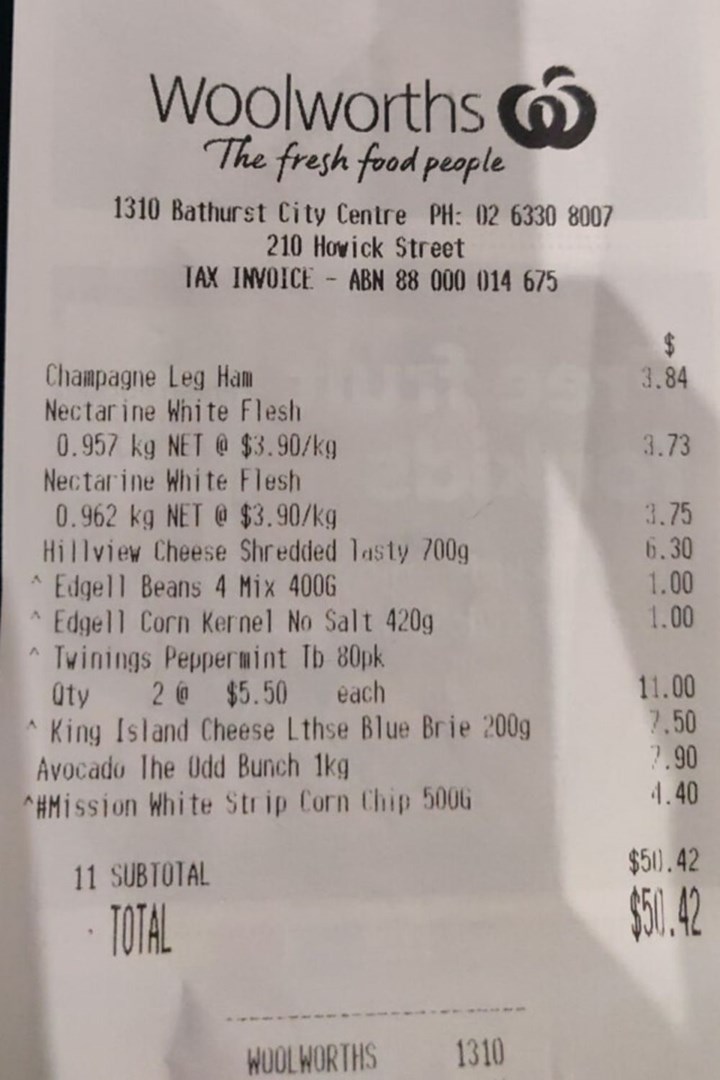 Woolworths
The fresh food people
1310 Bathurst City Centre PH: 02 6330 8007
210 Howick Street
TAX INVOICE - ABN 88 000 014 675
$
Champagne Leg Ham 3.84
Nectarine White Flesh
0.957 kg NET @ $3.90/kg 3.73
Nectarine White Flesh
0.962 kg NET @ $3.90/kg 3.75
Hillview Cheese Shredded Tasty 700g 6.30
^ Edgell Beans 4 Mix 400G 1.00
^ Edgell Corn Kernel No Salt 420g 1.00
^ Twinings Peppermint Tb 80pk
Qty 2 @ $5.50 each 11.00
^ King Island Cheese Lthse Blue Brie 200g 7.50
Avocado The Odd Bunch 1kg 7.90
^#Mission White Strip Corn Chip 500G 4.40
11 SUBTOTAL $50.42
TOTAL $50.42
WOOLWORTHS 1310